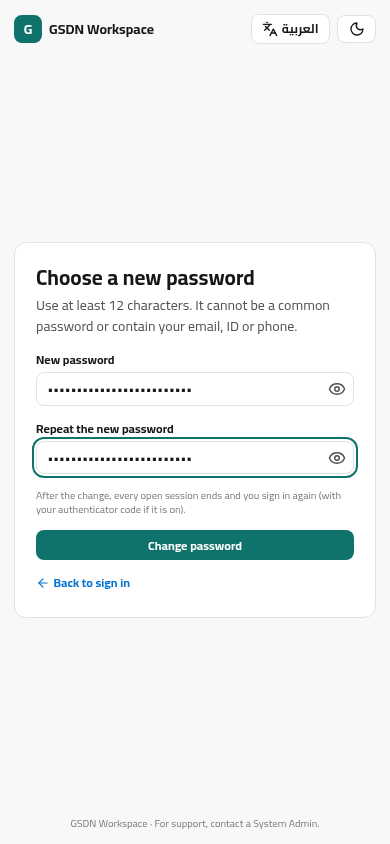 G GSDN Workspace العربية
Choose a new password
Use at least 12 characters. It cannot be a common
password or contain your email, ID or phone.
New password
•••••••••••••••••••••••••
Repeat the new password
•••••••••••••••••••••••••
After the change, every open session ends and you sign in again (with
your authenticator code if it is on).
Change password
← Back to sign in
GSDN Workspace · For support, contact a System Admin.